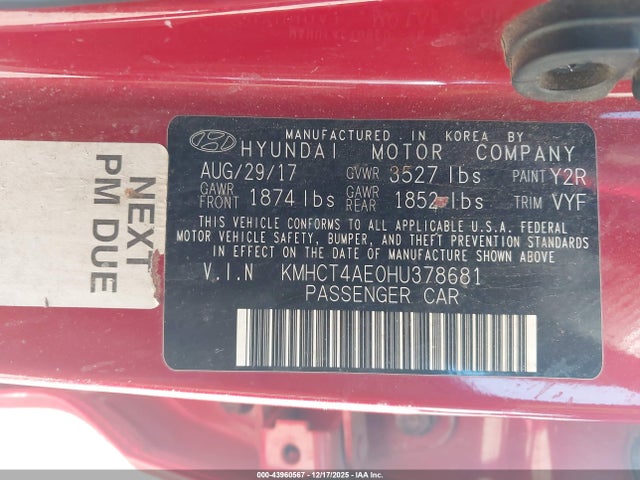 MANUFACTURED IN KOREA BY
HYUNDAI MOTOR COMPANY
AUG/29/17 GVWR 3527 lbs PAINT Y2R
GAWR FRONT 1874 lbs GAWR REAR 1852 lbs TRIM VYF
THIS VEHICLE CONFORMS TO ALL APPLICABLE U.S.A. FEDERAL
MOTOR VEHICLE SAFETY, BUMPER, AND THEFT PREVENTION STANDARDS
IN EFFECT ON THE DATE OF MANUFACTURE SHOWN ABOVE.
V.I.N KMHCT4AE0HU378681
PASSENGER CAR
NEXT
PM DUE
000-43960567 - 12/17/2025 - COPART - IAA INC.